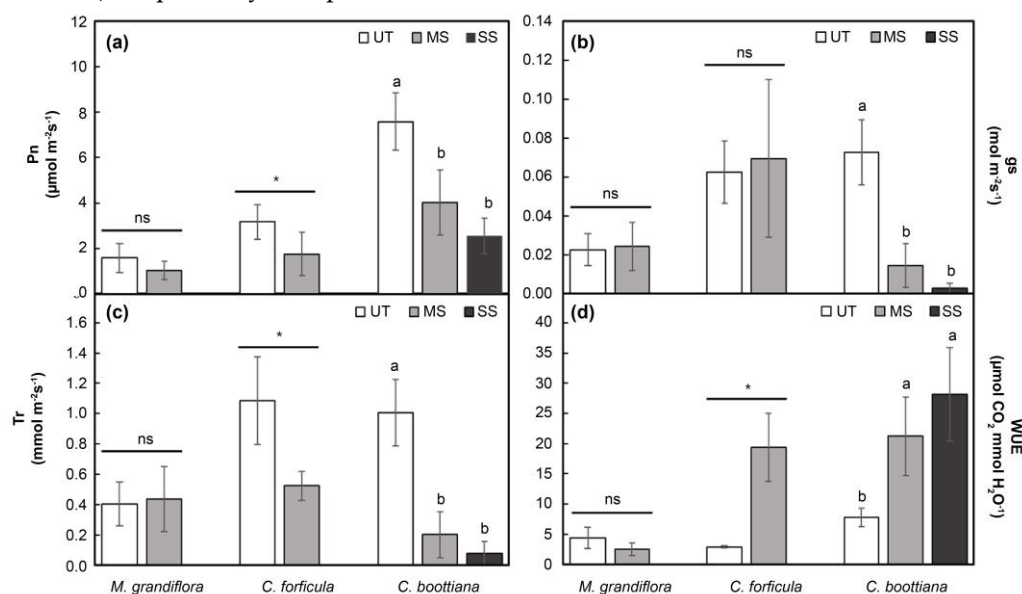 (a) UT MS SS
(b) UT MS SS
12
10
8
6
4
2
.0
Pn
(µmol m⁻²s⁻¹)
ns
*
a
b
b
0.14
0.12
0.10
0.08
0.06
0.04
0.02
0.00
gs
(mol m⁻²s⁻¹)
ns
ns
a
b
b
(c) UT MS SS
(d) UT MS SS
1.6
1.4
1.2
1.0
0.8
0.6
0.4
0.2
0.0
Tr
(mmol m⁻²s⁻¹)
ns
*
a
b
b
40
35
30
25
20
15
10
5
0
WUE
(µmol CO₂ mmol H₂O⁻¹)
ns
*
b
a
a
M. grandiflora C. forficula C. boottiana
M. grandiflora C. forficula C. boottiana